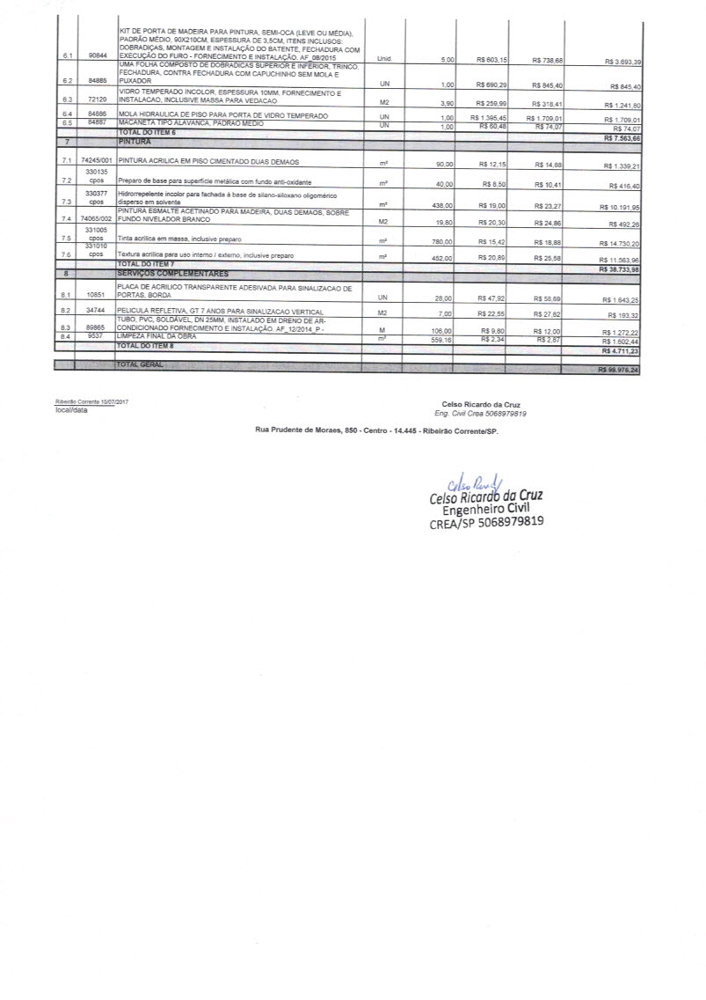 KIT DE PORTA DE MADEIRA PARA PINTURA, SEMI-OCA (LEVE OU MÉDIA),
PADRÃO MÉDIO, 90X210CM, ESPESSURA DE 3,5CM, ITENS INCLUSOS:
DOBRADIÇAS, MONTAGEM E INSTALAÇÃO DO BATENTE, FECHADURA COM
6.1 90844 EXECUÇÃO DO FURO - FORNECIMENTO E INSTALAÇÃO. AF_08/2015 Unid. 5,00 R$ 603,15 R$ 738,68 R$ 3.693,39
UMA FOLHA COMPOSTO DE DOBRADICAS SUPERIOR E INFERIOR, TRINCO,
FECHADURA, CONTRA FECHADURA COM CAPUCHINHO SEM MOLA E
6.2 84885 PUXADOR UN 1,00 R$ 690,29 R$ 845,40 R$ 845,40
VIDRO TEMPERADO INCOLOR, ESPESSURA 10MM, FORNECIMENTO E
6.3 72120 INSTALACAO, INCLUSIVE MASSA PARA VEDACAO M2 3,90 R$ 259,99 R$ 318,41 R$ 1.241,80
6.4 84886 MOLA HIDRAULICA DE PISO PARA PORTA DE VIDRO TEMPERADO UN 1,00 R$ 1.395,45 R$ 1.709,01 R$ 1.709,01
6.5 84887 MACANETA TIPO ALAVANCA, PADRAO MEDIO UN 1,00 R$ 60,48 R$ 74,07 R$ 74,07
TOTAL DO ITEM 6 R$ 7.563,66
7 PINTURA
7.1 74245/001 PINTURA ACRILICA EM PISO CIMENTADO DUAS DEMAOS m² 90,00 R$ 12,15 R$ 14,88 R$ 1.339,21
330135
7.2 cpos Preparo de base para superfície metálica com fundo anti-oxidante m² 40,00 R$ 8,50 R$ 10,41 R$ 416,40
330377 Hidrorrepelente incolor para fachada à base de silano-siloxano oligomérico
7.3 cpos disperso em solvente m² 438,00 R$ 19,00 R$ 23,27 R$ 10.191,95
PINTURA ESMALTE ACETINADO PARA MADEIRA, DUAS DEMAOS, SOBRE
7.4 74065/002 FUNDO NIVELADOR BRANCO M2 19,80 R$ 20,30 R$ 24,86 R$ 492,26
331005
7.5 cpos Tinta acrílica em massa, inclusive preparo m² 780,00 R$ 15,42 R$ 18,88 R$ 14.730,20
331010
7.6 cpos Textura acrílica para uso interno / externo, inclusive preparo m² 452,00 R$ 20,89 R$ 25,58 R$ 11.563,96
TOTAL DO ITEM 7 R$ 38.733,98
8 SERVIÇOS COMPLEMENTARES
PLACA DE ACRILICO TRANSPARENTE ADESIVADA PARA SINALIZACAO DE
8.1 10851 PORTAS, BORDA UN 28,00 R$ 47,92 R$ 58,69 R$ 1.643,25
8.2 34744 PELICULA REFLETIVA, GT 7 ANOS PARA SINALIZACAO VERTICAL M2 7,00 R$ 22,55 R$ 27,62 R$ 193,32
TUBO, PVC, SOLDÁVEL, DN 25MM, INSTALADO EM DRENO DE AR-
8.3 89865 CONDICIONADO FORNECIMENTO E INSTALAÇÃO. AF_12/2014_P - M 106,00 R$ 9,80 R$ 12,00 R$ 1.272,22
8.4 9537 LIMPEZA FINAL DA OBRA m² 559,16 R$ 2,34 R$ 2,87 R$ 1.602,44
TOTAL DO ITEM 8 R$ 4.711,23
TOTAL GERAL R$ 99.976,24
Ribeirão Corrente 15/07/2017
local/data
Celso Ricardo da Cruz
Eng. Civil Crea 5068979819
Rua Prudente de Moraes, 850 - Centro - 14.445 - Ribeirão Corrente/SP.
Celso Ricardo da Cruz
Engenheiro Civil
CREA/SP 5068979819